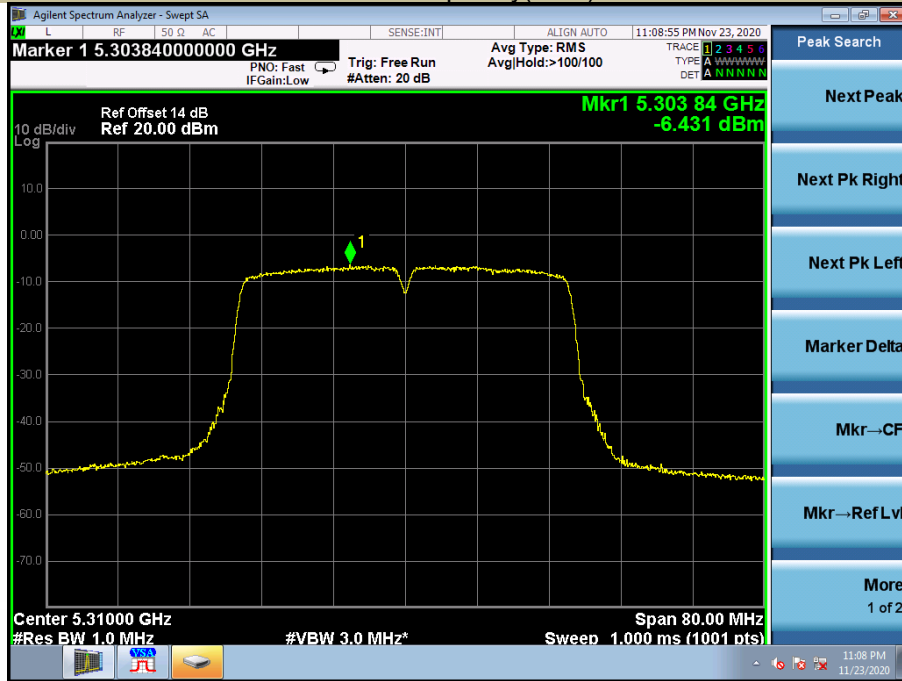 Agilent Spectrum Analyzer - Swept SA
LXI L RF 50 Ω AC SENSE:INT ALIGN AUTO 11:08:55 PM Nov 23, 2020
Marker 1 5.303840000000 GHz
PNO: Fast
IFGain:Low
Trig: Free Run
#Atten: 20 dB
Avg Type: RMS
Avg|Hold:>100/100
TRACE 1 2 3 4 5 6
TYPE A WWWWW
DET A N N N N N
Mkr1 5.303 84 GHz
-6.431 dBm
Ref Offset 14 dB
10 dB/div Ref 20.00 dBm
Log
10.0
0.00
-10.0
-20.0
-30.0
-40.0
-50.0
-60.0
-70.0
1
Center 5.31000 GHz Span 80.00 MHz
#Res BW 1.0 MHz #VBW 3.0 MHz* Sweep 1.000 ms (1001 pts)
Peak Search
Next Peak
Next Pk Right
Next Pk Left
Marker Delta
Mkr→CF
Mkr→Ref Lvl
More
1 of 2
VSA
11:08 PM
11/23/2020